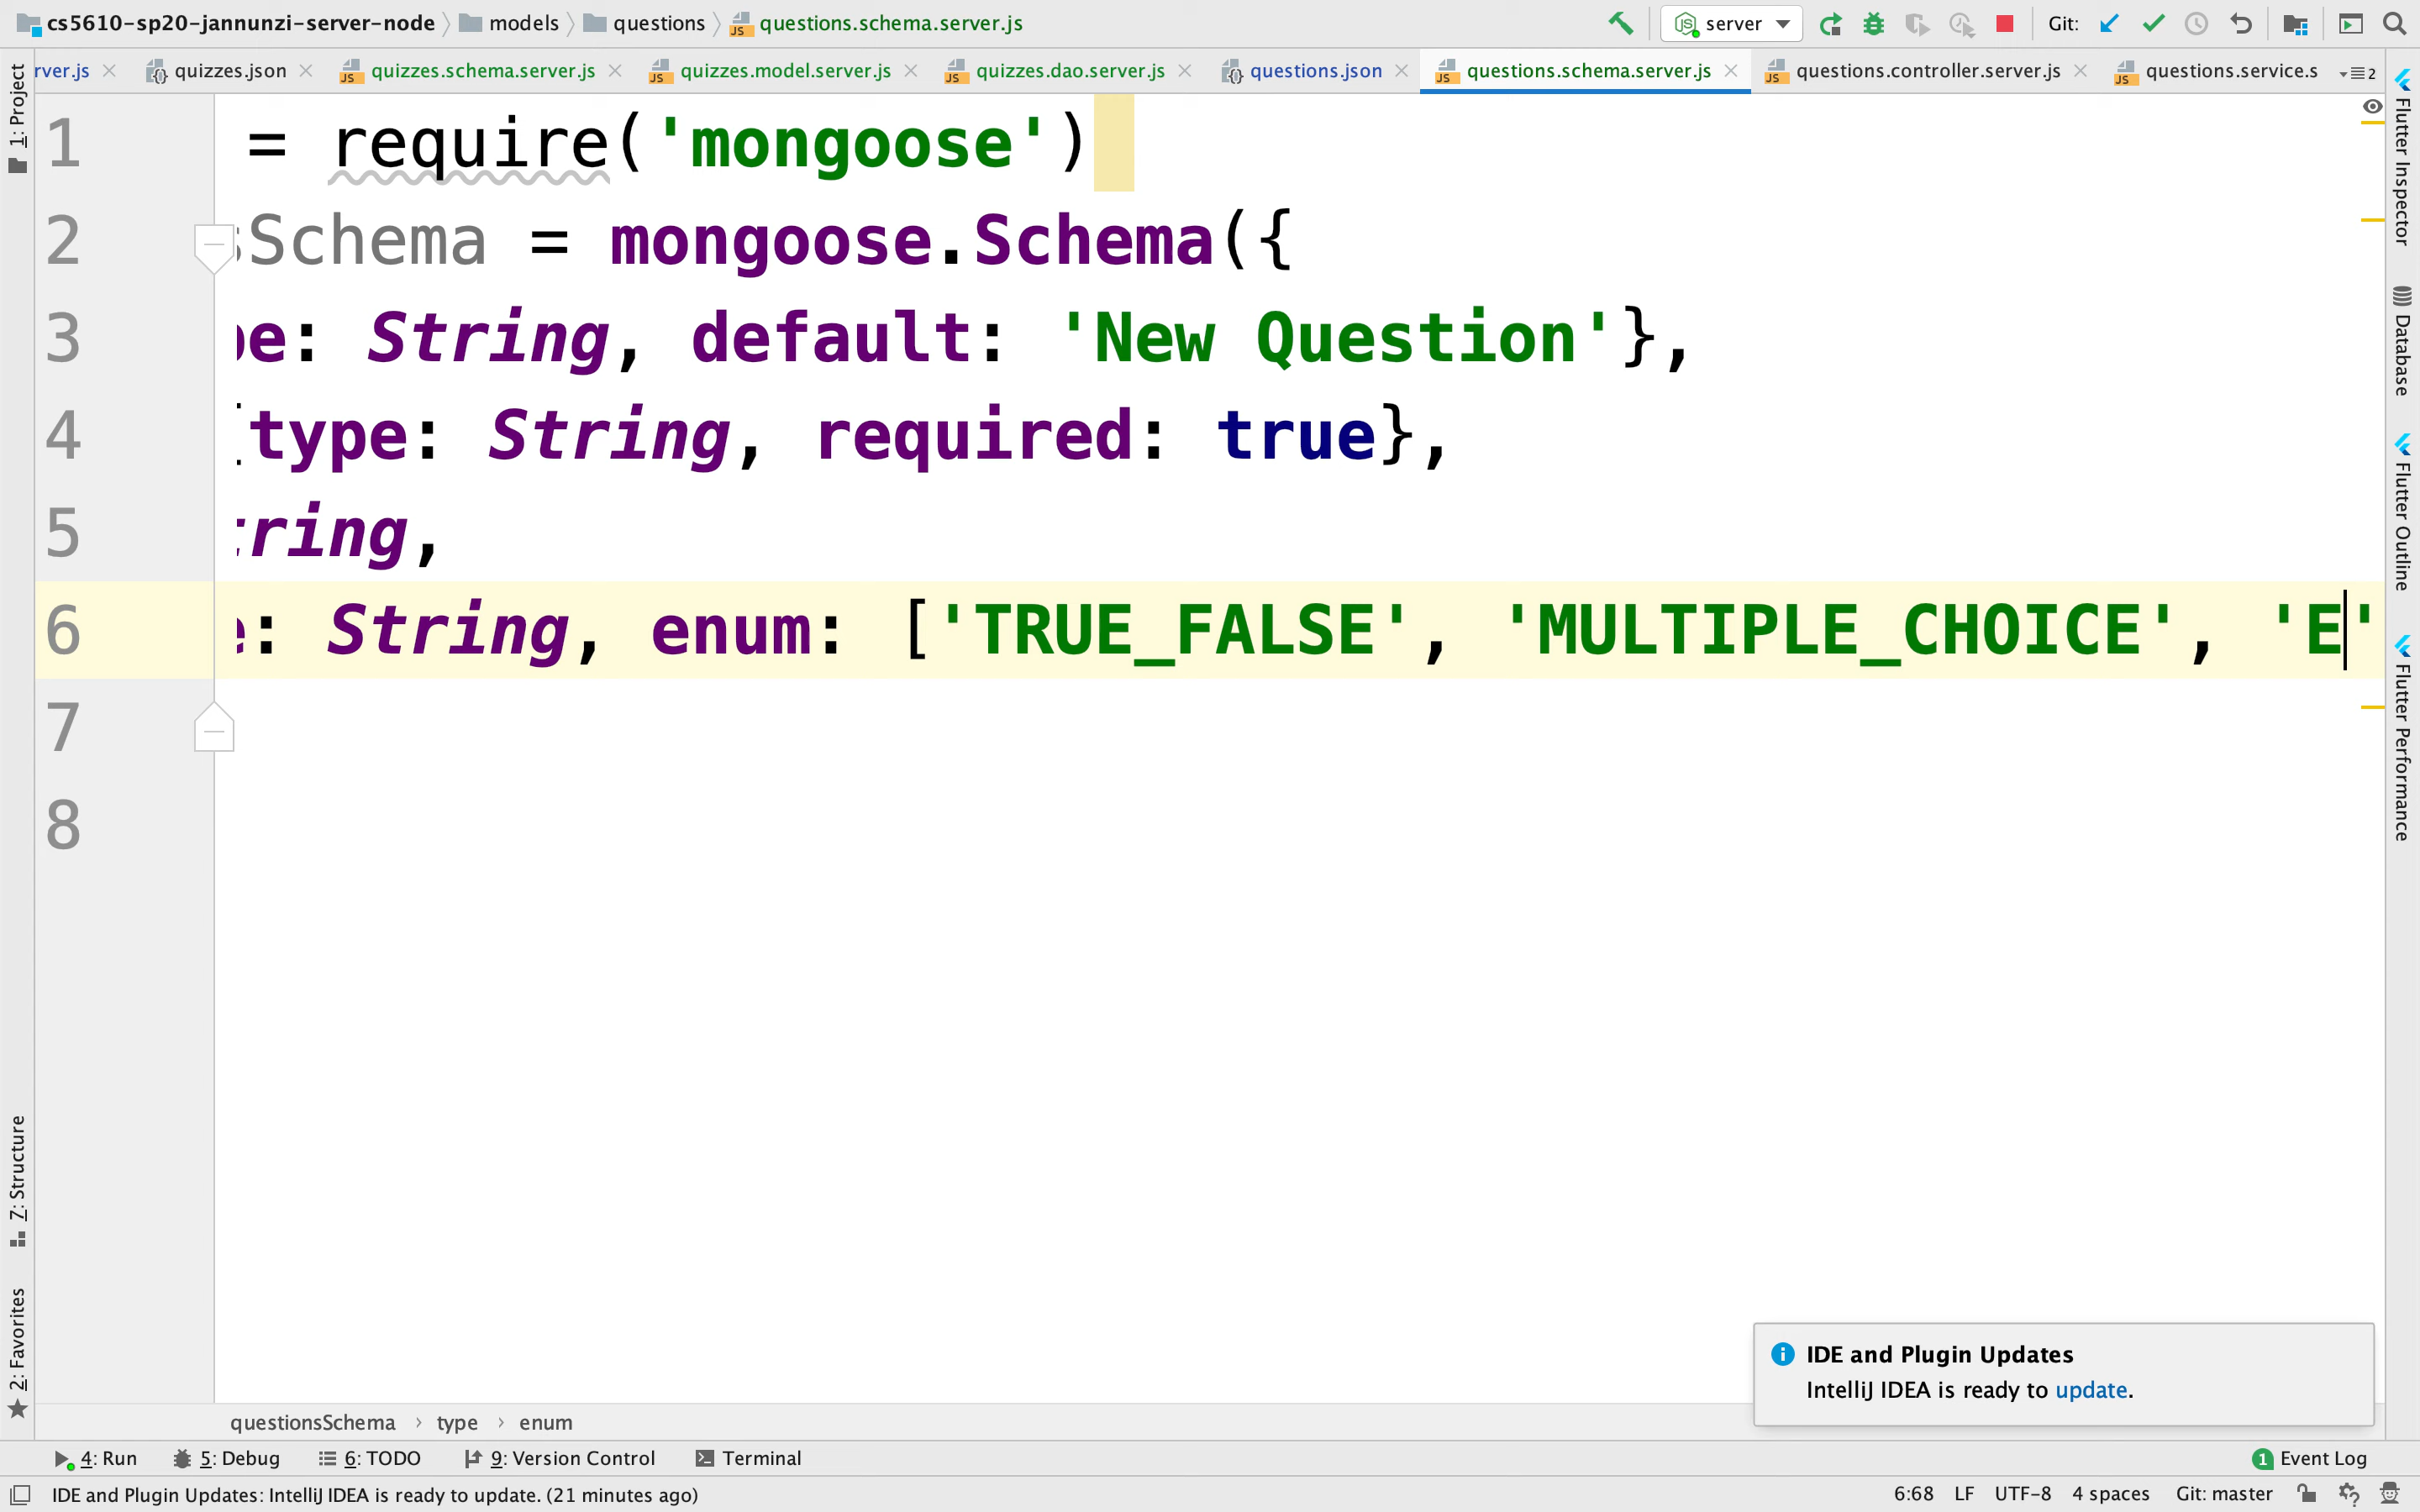 cs5610-sp20-jannunzi-server-node models questions questions.schema.server.js server Git:
rver.js quizzes.json quizzes.schema.server.js quizzes.model.server.js quizzes.dao.server.js questions.json questions.schema.server.js questions.controller.server.js questions.service.s 2
1 = require('mongoose')
2 sSchema = mongoose.Schema({
3 pe: String, default: 'New Question'},
4 {type: String, required: true},
5 tring,
6 e: String, enum: ['TRUE_FALSE', 'MULTIPLE_CHOICE', 'E'
7
8
1: Project
7: Structure
2: Favorites
Flutter Inspector
Database
Flutter Outline
Flutter Performance
IDE and Plugin Updates
IntelliJ IDEA is ready to update.
questionsSchema › type › enum
4: Run 5: Debug 6: TODO 9: Version Control Terminal 1 Event Log
IDE and Plugin Updates: IntelliJ IDEA is ready to update. (21 minutes ago) 6:68 LF UTF-8 4 spaces Git: master